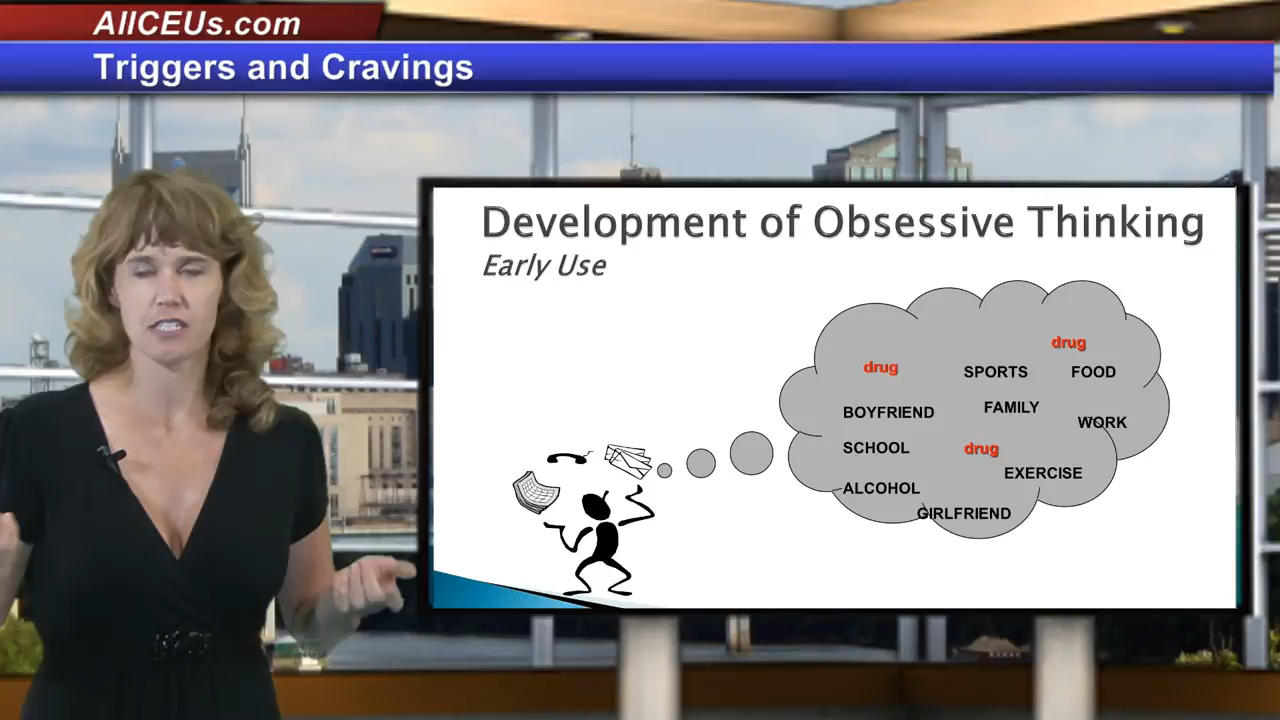 AllCEUs.com
Triggers and Cravings
Development of Obsessive Thinking
Early Use
drug
drug
SPORTS
FOOD
BOYFRIEND
FAMILY
WORK
SCHOOL
drug
EXERCISE
ALCOHOL
GIRLFRIEND